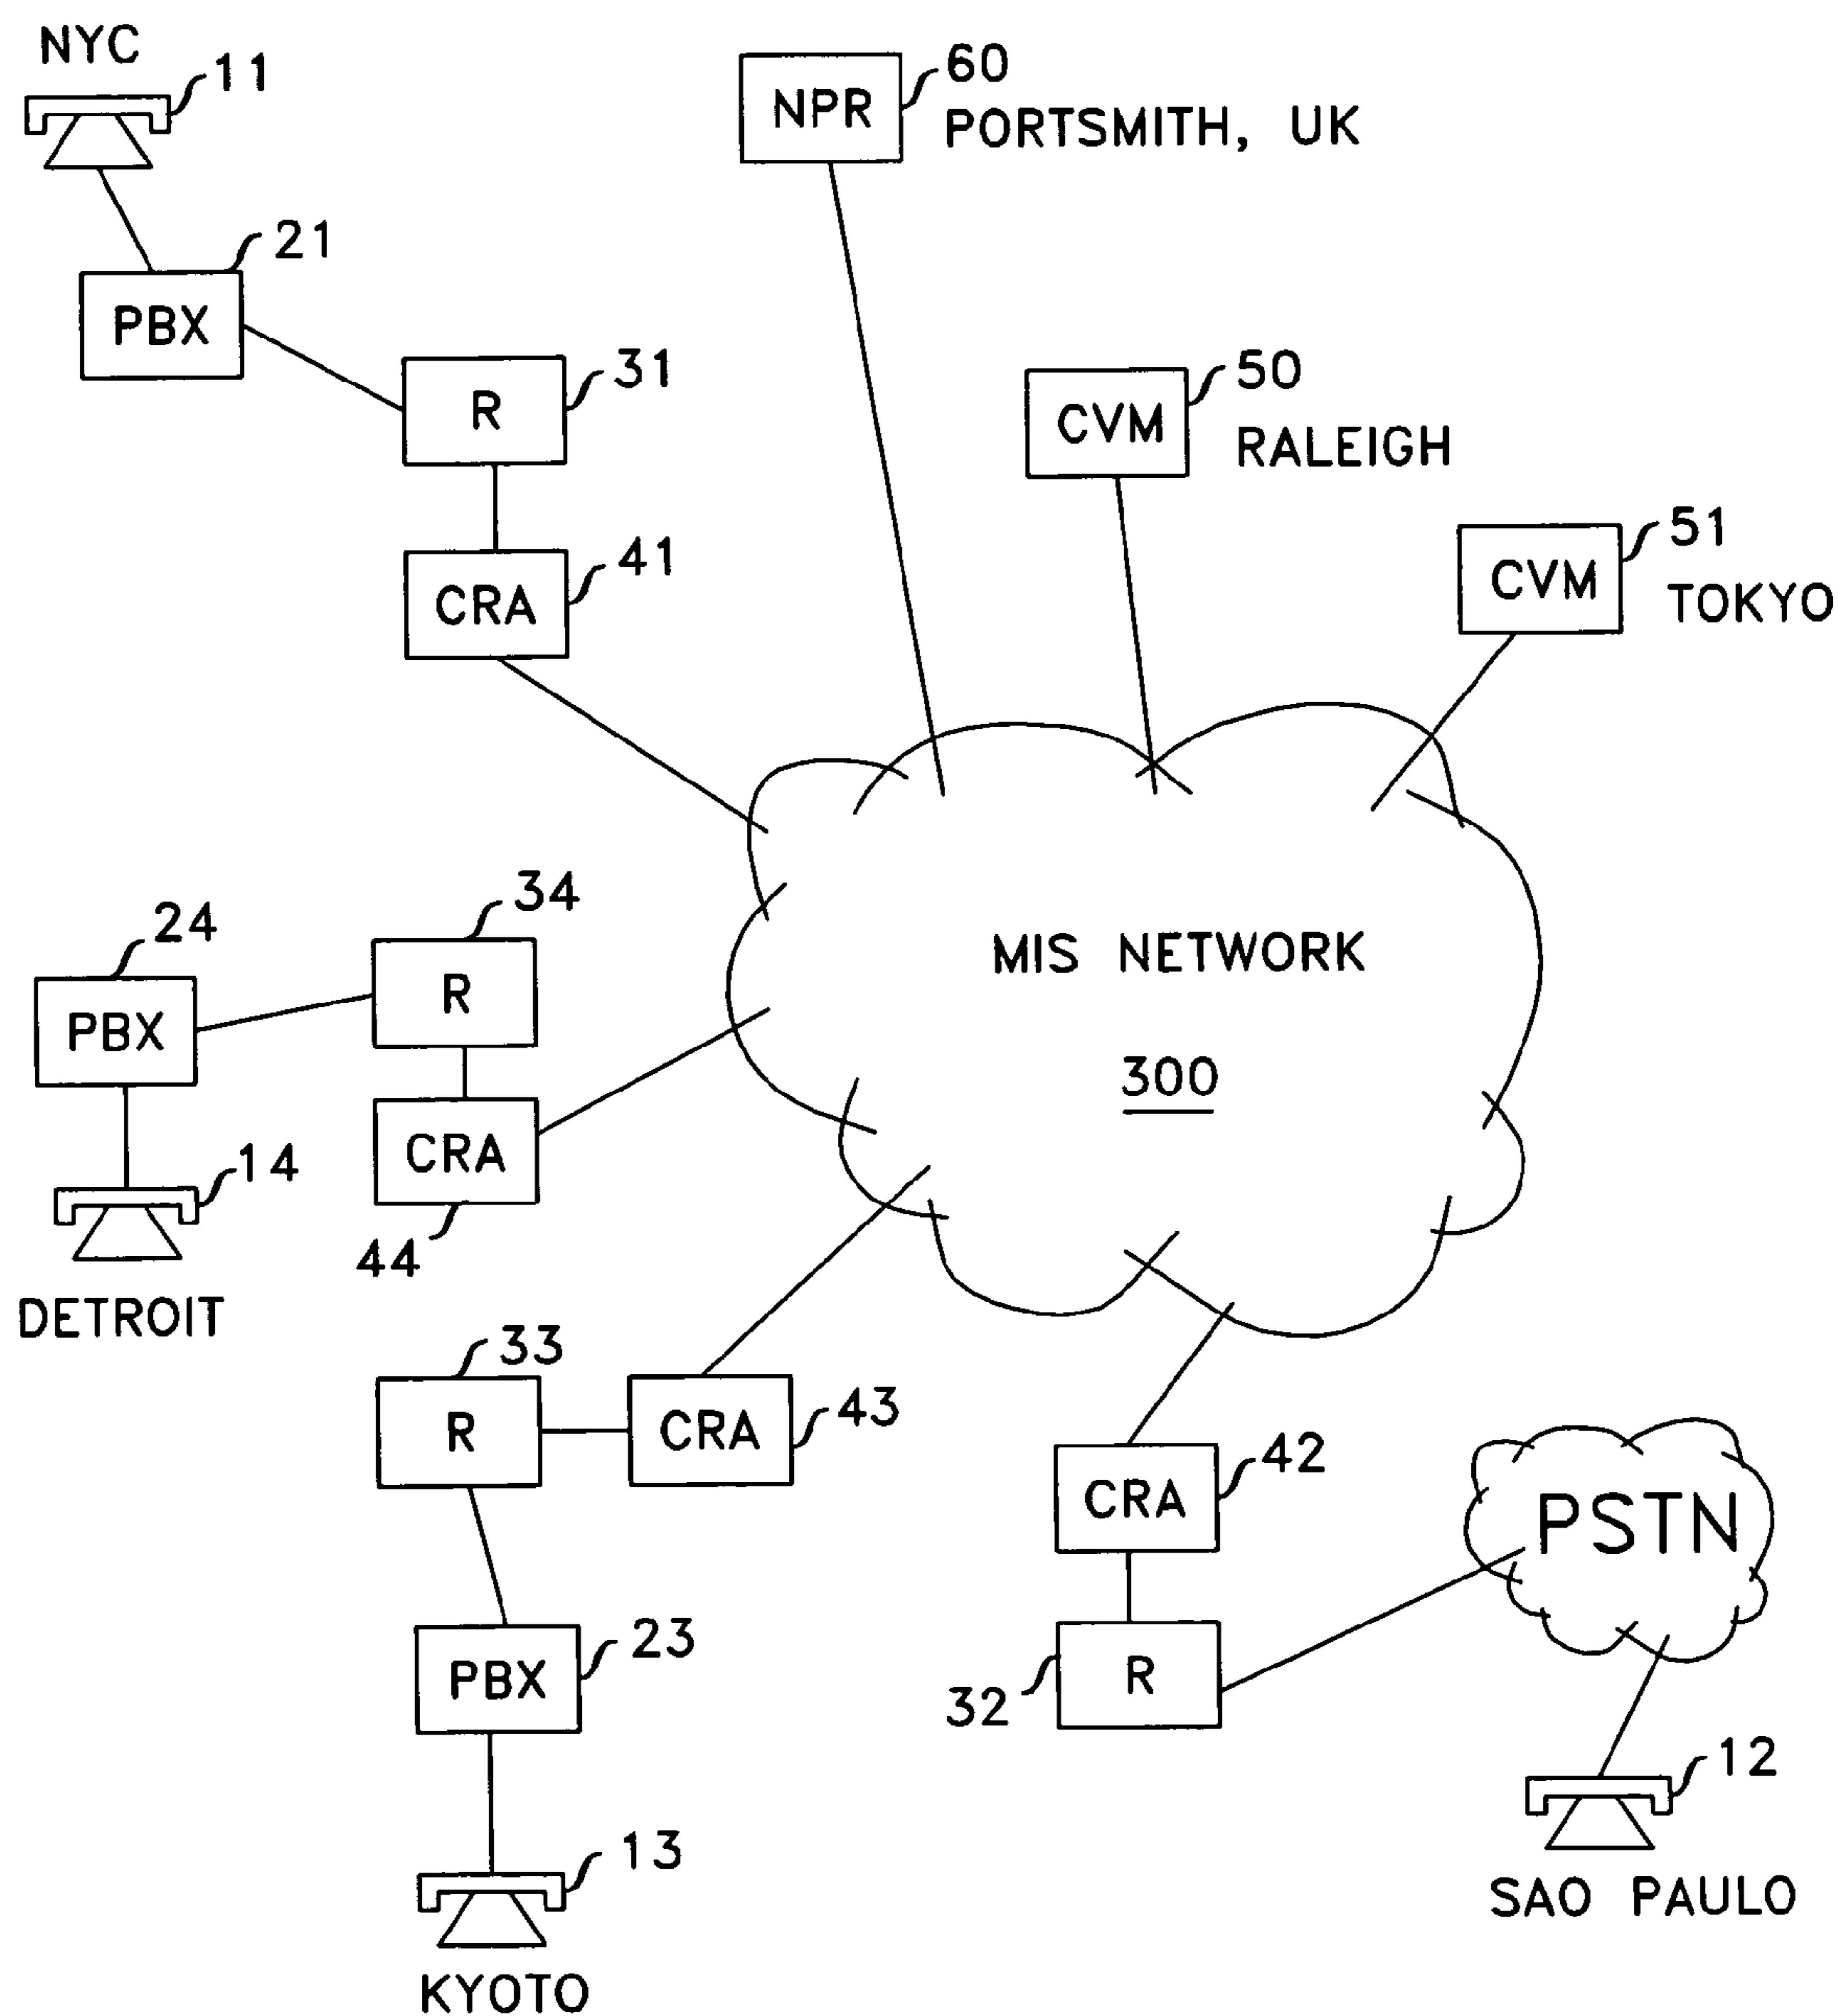 NYC
11
60
NPR
PORTSMITH, UK
21
PBX
31
R
50
CVM
RALEIGH
41
CRA
51
CVM
TOKYO
34
24
R
MIS NETWORK
PBX
300
CRA
14
44
DETROIT
33
R
CRA
43
42
CRA
PSTN
23
PBX
R
32
12
13
SAO PAULO
KYOTO